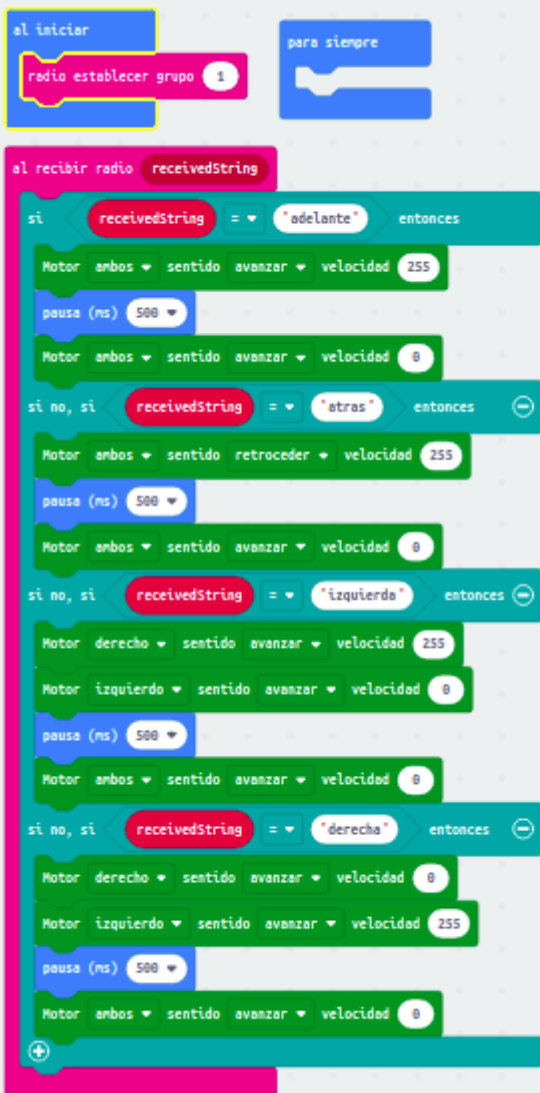 al iniciar
radio establecer grupo 1
para siempre
al recibir radio receivedString
si receivedString = "adelante" entonces
Motor ambos sentido avanzar velocidad 255
pausa (ms) 500
Motor ambos sentido avanzar velocidad 0
si no, si receivedString = "atras" entonces
Motor ambos sentido retroceder velocidad 255
pausa (ms) 500
Motor ambos sentido avanzar velocidad 0
si no, si receivedString = "izquierda" entonces
Motor derecho sentido avanzar velocidad 255
Motor izquierdo sentido avanzar velocidad 0
pausa (ms) 500
Motor ambos sentido avanzar velocidad 0
si no, si receivedString = "derecha" entonces
Motor derecho sentido avanzar velocidad 0
Motor izquierdo sentido avanzar velocidad 255
pausa (ms) 500
Motor ambos sentido avanzar velocidad 0